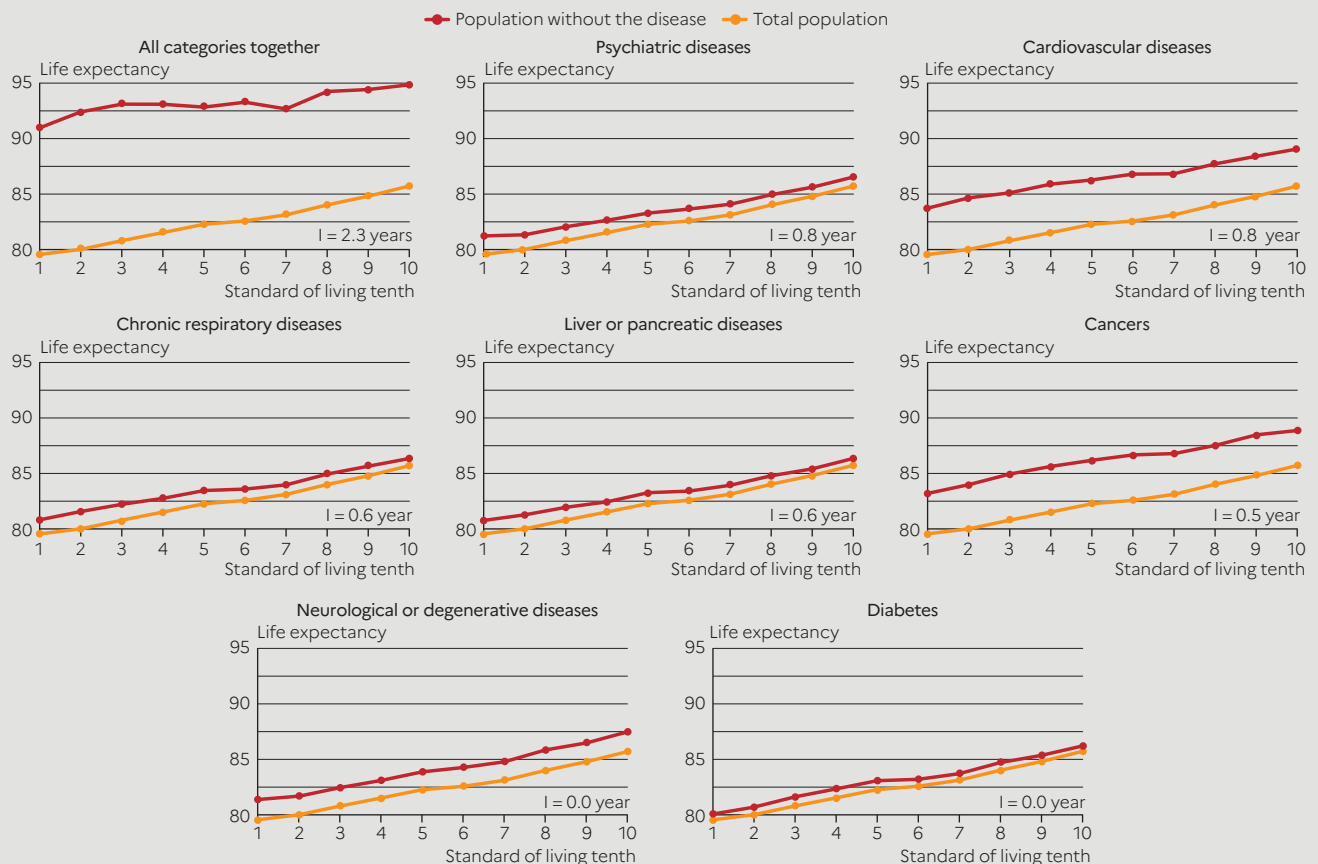 Population without the disease Total population
All categories together
Life expectancy
95
90
85
80
I = 2.3 years
1 2 3 4 5 6 7 8 9 10
Standard of living tenth
Psychiatric diseases
Life expectancy
95
90
85
80
I = 0.8 year
1 2 3 4 5 6 7 8 9 10
Standard of living tenth
Cardiovascular diseases
Life expectancy
95
90
85
80
I = 0.8 year
1 2 3 4 5 6 7 8 9 10
Standard of living tenth
Chronic respiratory diseases
Life expectancy
95
90
85
80
I = 0.6 year
1 2 3 4 5 6 7 8 9 10
Standard of living tenth
Liver or pancreatic diseases
Life expectancy
95
90
85
80
I = 0.6 year
1 2 3 4 5 6 7 8 9 10
Standard of living tenth
Cancers
Life expectancy
95
90
85
80
I = 0.5 year
1 2 3 4 5 6 7 8 9 10
Standard of living tenth
Neurological or degenerative diseases
Life expectancy
95
90
85
80
I = 0.0 year
1 2 3 4 5 6 7 8 9 10
Standard of living tenth
Diabetes
Life expectancy
95
90
85
80
I = 0.0 year
1 2 3 4 5 6 7 8 9 10
Standard of living tenth